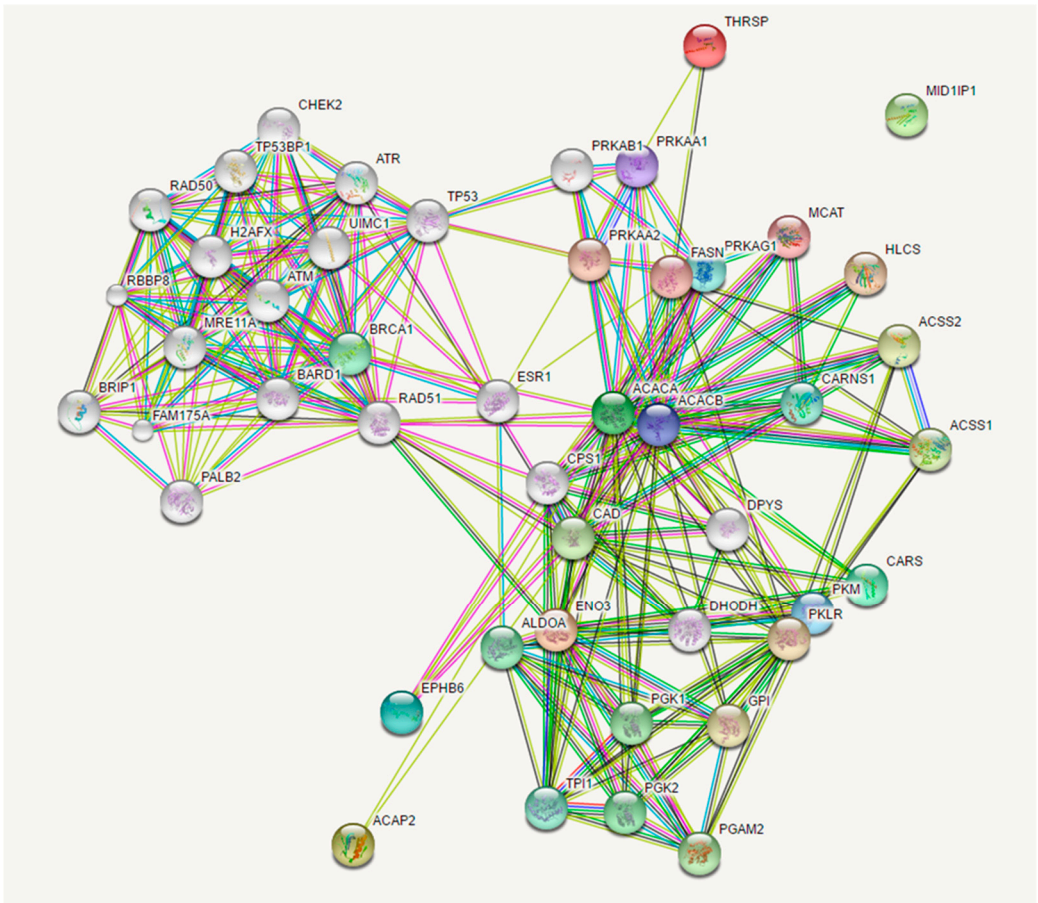 THRSP
MID1IP1
CHEK2
TP53BP1
ATR
PRKAB1
PRKAA1
RAD50
TP53
UIMC1
H2AFX
MCAT
PRKAA2
FASN
PRKAG1
HLCS
RBBP8
ATM
MRE11A
BRCA1
ACSS2
BARD1
ESR1
ACACA
CARNS1
BRIP1
RAD51
ACACB
FAM175A
ACSS1
CPS1
PALB2
CAD
DPYS
CARS
PKM
ENO3
DHODH
PKLR
ALDOA
EPHB6
PGK1
GPI
TPI1
PGK2
ACAP2
PGAM2